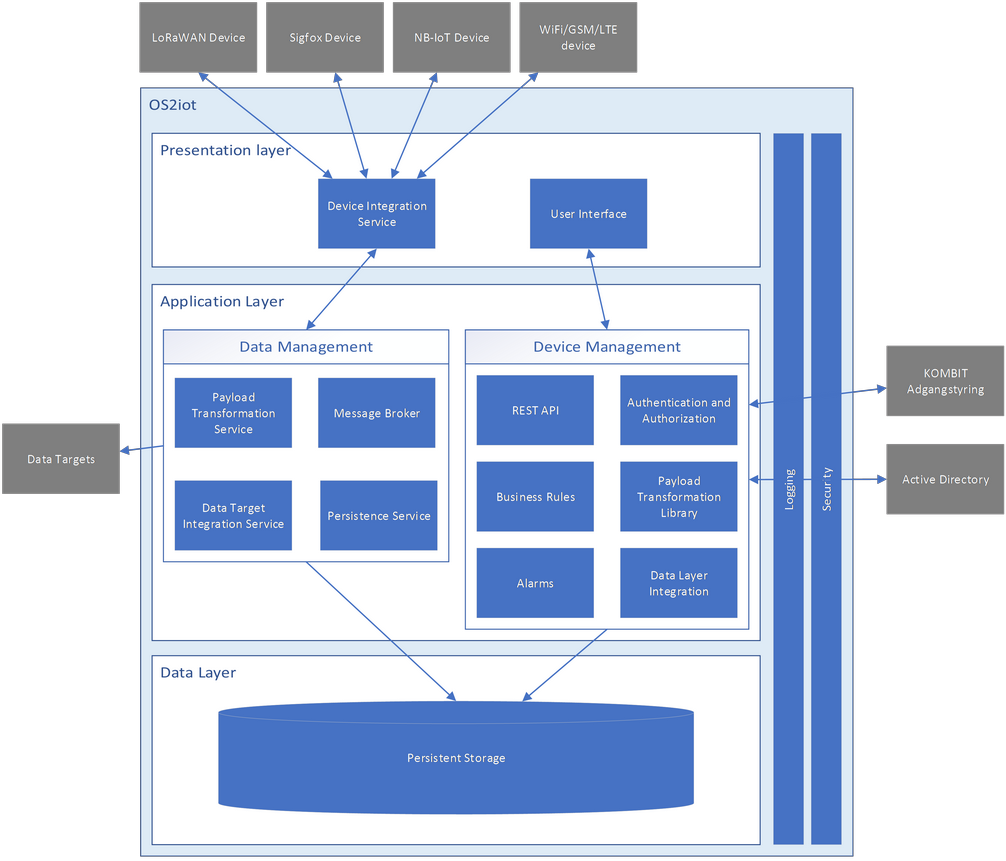 LoRaWAN Device
Sigfox Device
NB-IoT Device
WiFi/GSM/LTE
device
OS2iot
Presentation layer
Device Integration
Service
User Interface
Application Layer
Data Management
Device Management
Payload
Transformation
Service
Message Broker
REST API
Authentication and
Authorization
KOMBIT
Adgangstyring
Data Targets
Data Target
Integration Service
Persistence Service
Business Rules
Payload
Transformation
Library
Logging
Security
Active Directory
Alarms
Data Layer
Integration
Data Layer
Persistent Storage